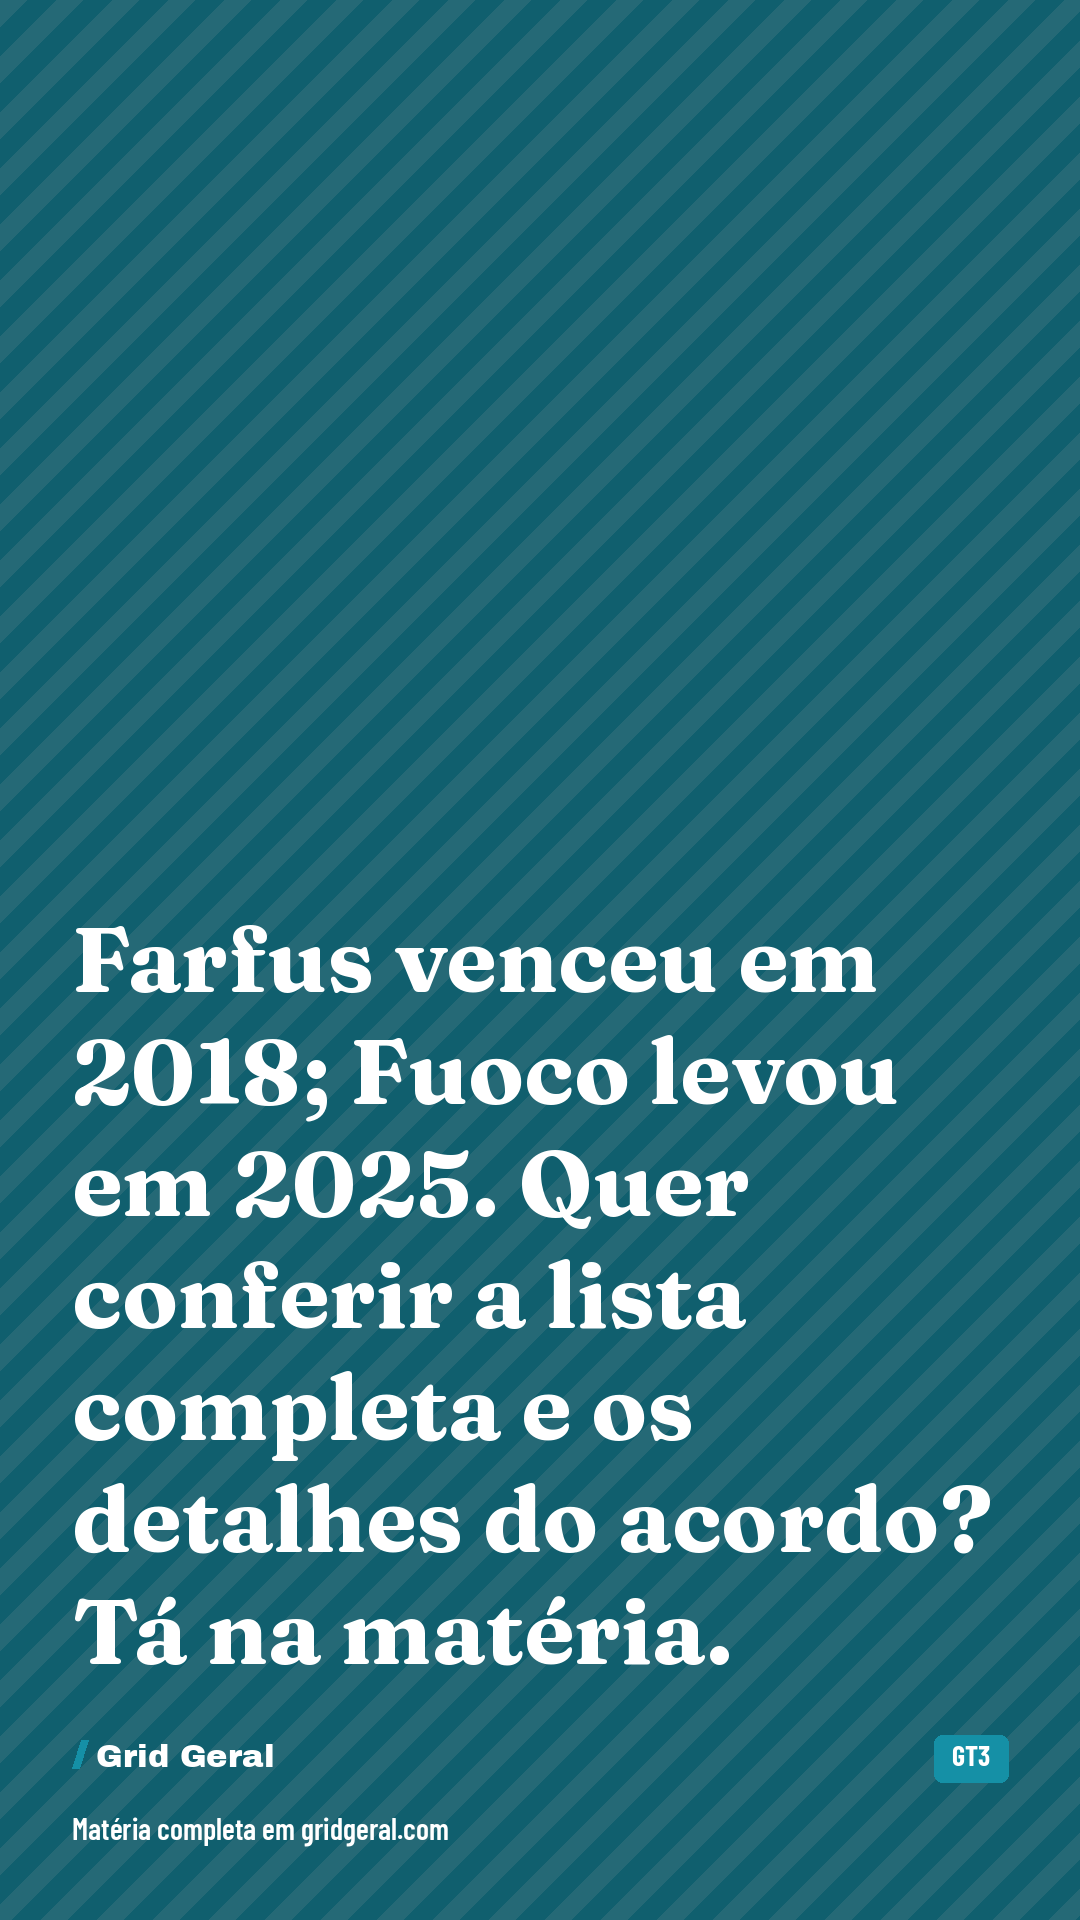 Farfus venceu em
2018; Fuoco levou
em 2025. Quer
conferir a lista
completa e os
detalhes do acordo?
Tá na matéria.
/ Grid Geral
GT3
Matéria completa em gridgeral.com